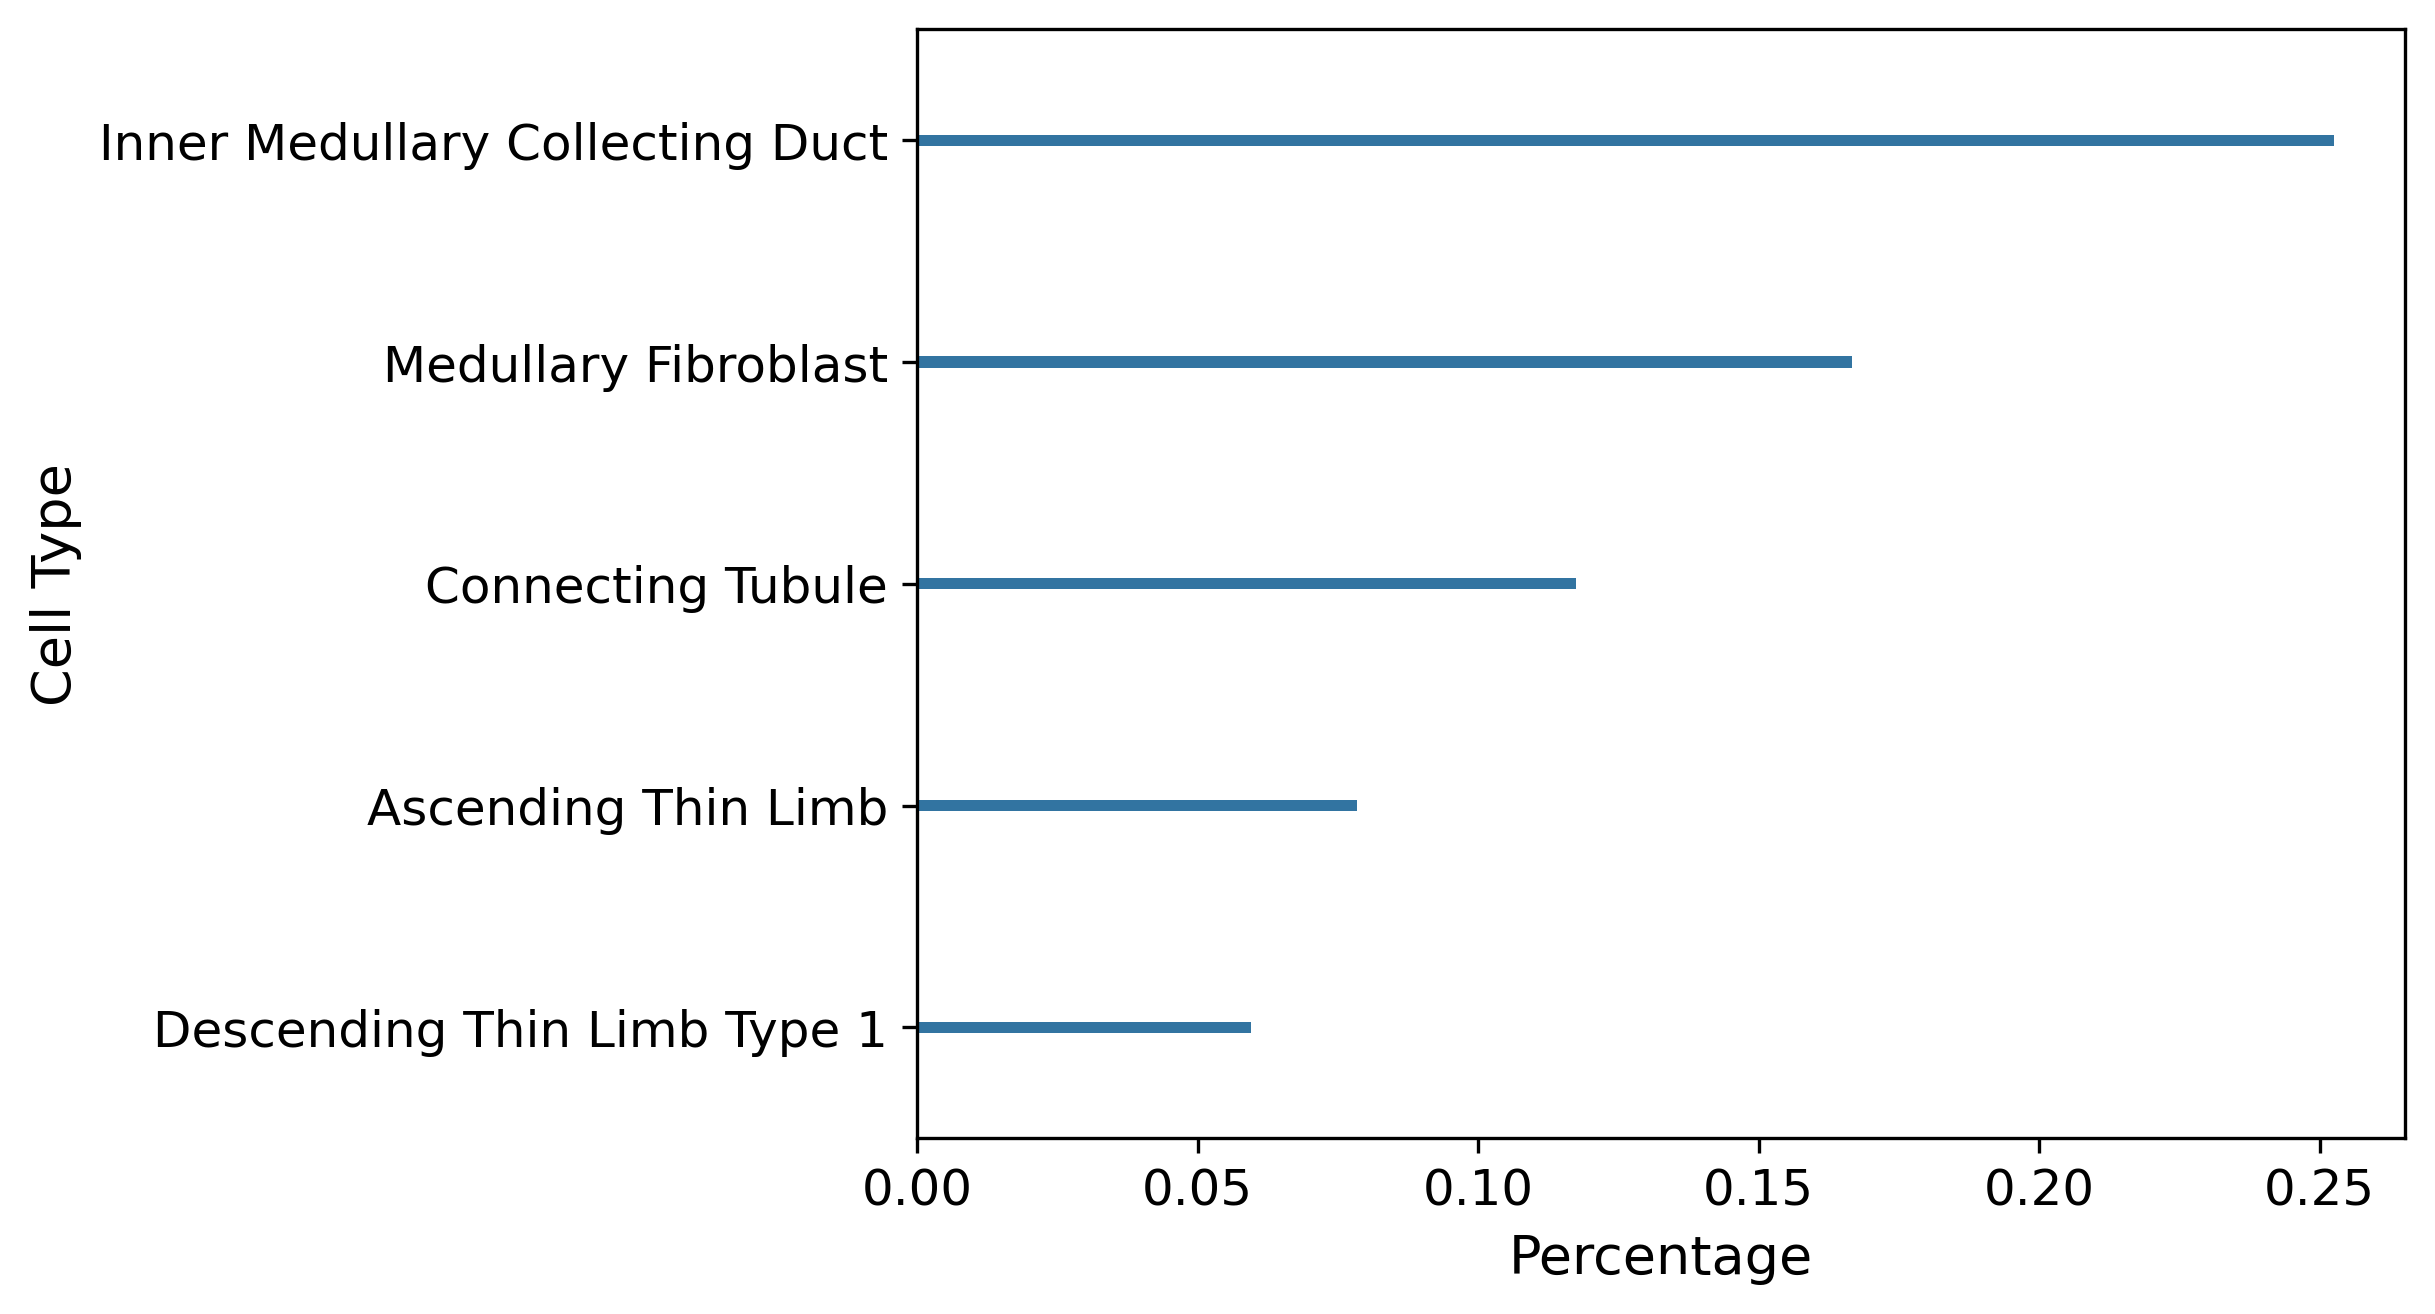 Inner Medullary Collecting Duct
Medullary Fibroblast
Connecting Tubule
Ascending Thin Limb
Descending Thin Limb Type 1
Cell Type
0.00 0.05 0.10 0.15 0.20 0.25
Percentage